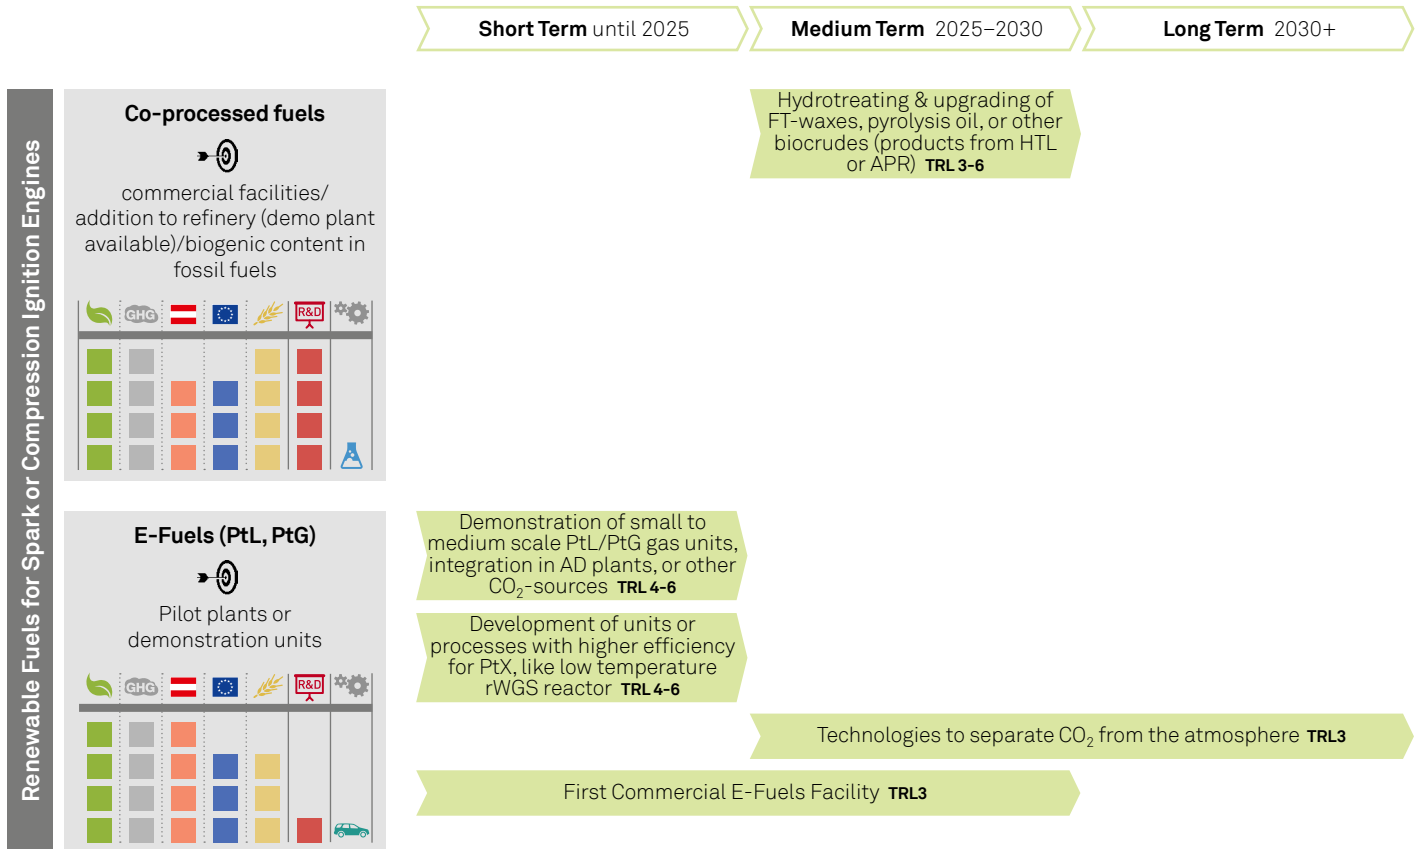 Short Term until 2025
Medium Term 2025–2030
Long Term 2030+
Renewable Fuels for Spark or Compression Ignition Engines
Co-processed fuels
commercial facilities/
addition to refinery (demo plant
available)/biogenic content in
fossil fuels
GHG
R&D
Hydrotreating & upgrading of
FT-waxes, pyrolysis oil, or other
biocrudes (products from HTL
or APR) TRL 3-6
E-Fuels (PtL, PtG)
Pilot plants or
demonstration units
GHG
R&D
Demonstration of small to
medium scale PtL/PtG gas units,
integration in AD plants, or other
CO₂-sources TRL 4-6
Development of units or
processes with higher efficiency
for PtX, like low temperature
rWGS reactor TRL 4-6
Technologies to separate CO₂ from the atmosphere TRL3
First Commercial E-Fuels Facility TRL3